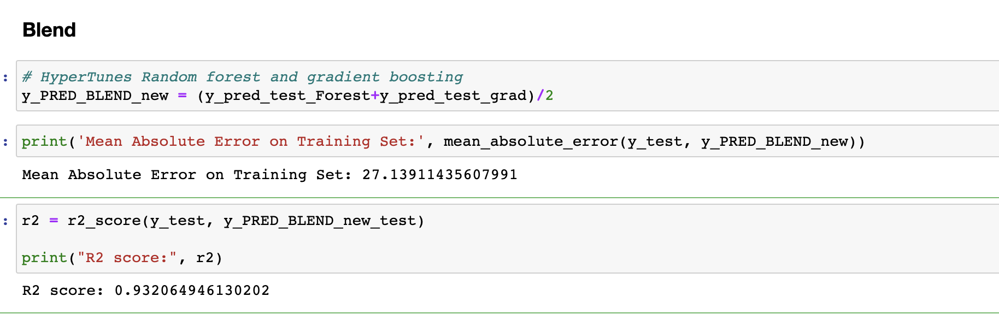 Blend
: # HyperTunes Random forest and gradient boosting
y_PRED_BLEND_new = (y_pred_test_Forest+y_pred_test_grad)/2
: print('Mean Absolute Error on Training Set:', mean_absolute_error(y_test, y_PRED_BLEND_new))
Mean Absolute Error on Training Set: 27.13911435607991
: r2 = r2_score(y_test, y_PRED_BLEND_new_test)
print("R2 score:", r2)
R2 score: 0.932064946130202